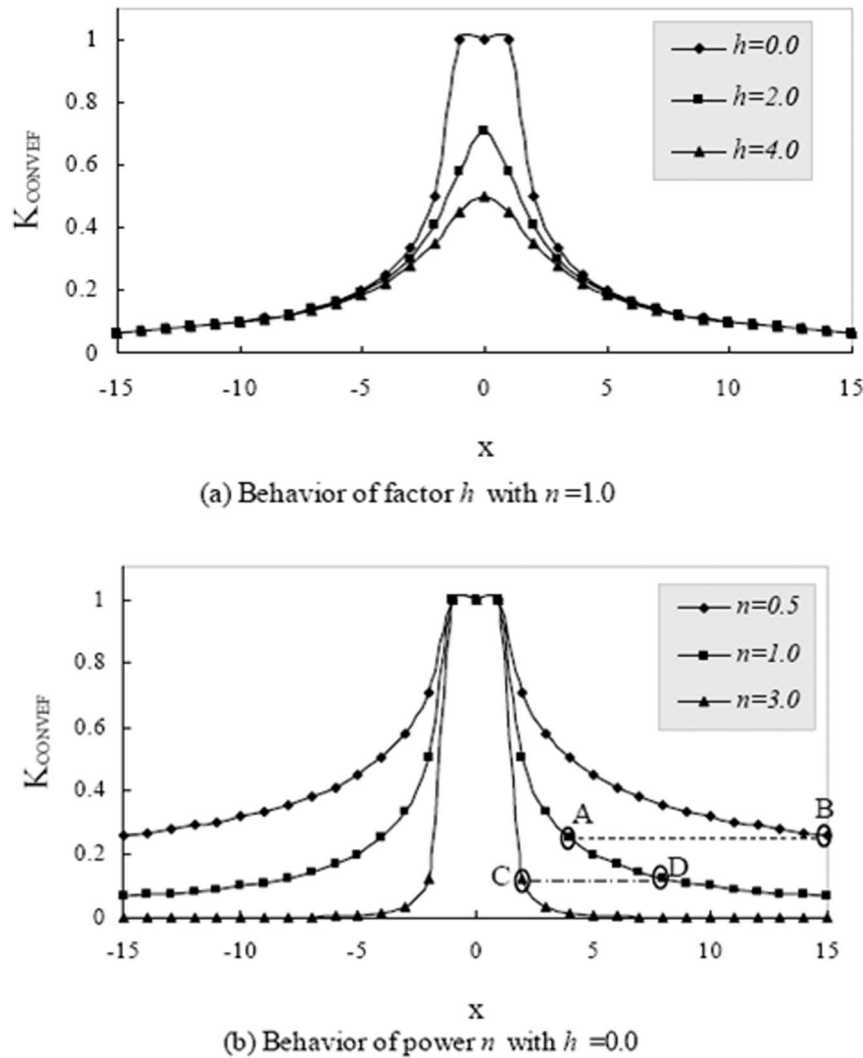 1
0.8
0.6
0.4
0.2
0
K_CONVEF
h=0.0
h=2.0
h=4.0
-15 -10 -5 0 5 10 15
x
(a) Behavior of factor h with n=1.0
1
0.8
0.6
0.4
0.2
0
K_CONVEF
n=0.5
n=1.0
n=3.0
A
B
C
D
-15 -10 -5 0 5 10 15
x
(b) Behavior of power n with h =0.0